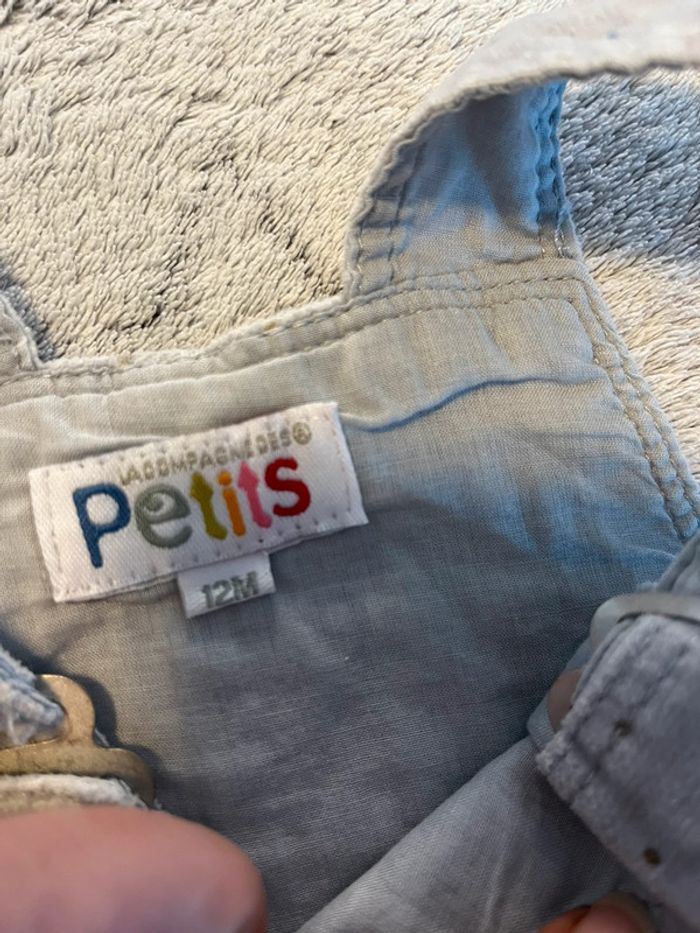 LA COMPAGNIE DES®
Petits
12M